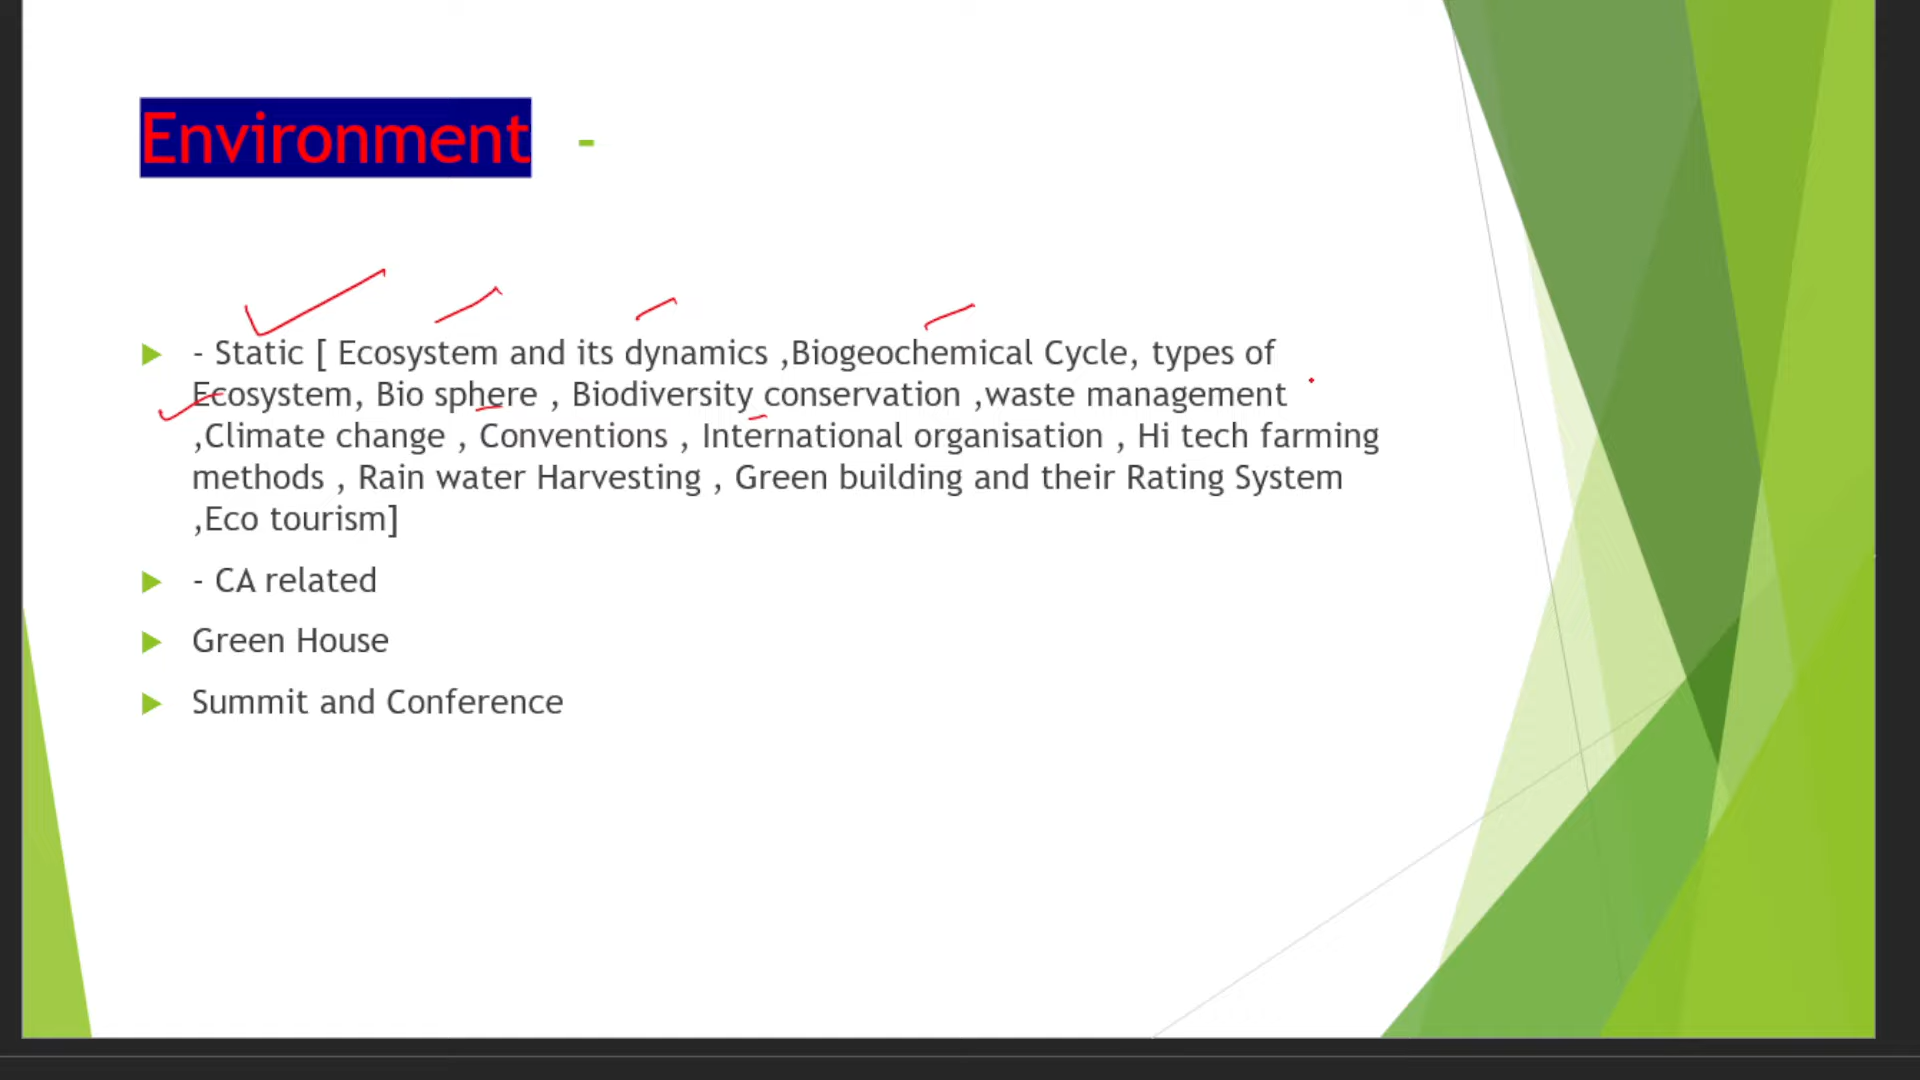 Environment -
- Static [ Ecosystem and its dynamics ,Biogeochemical Cycle, types of
Ecosystem, Bio sphere , Biodiversity conservation ,waste management
,Climate change , Conventions , International organisation , Hi tech farming
methods , Rain water Harvesting , Green building and their Rating System
,Eco tourism]
- CA related
Green House
Summit and Conference